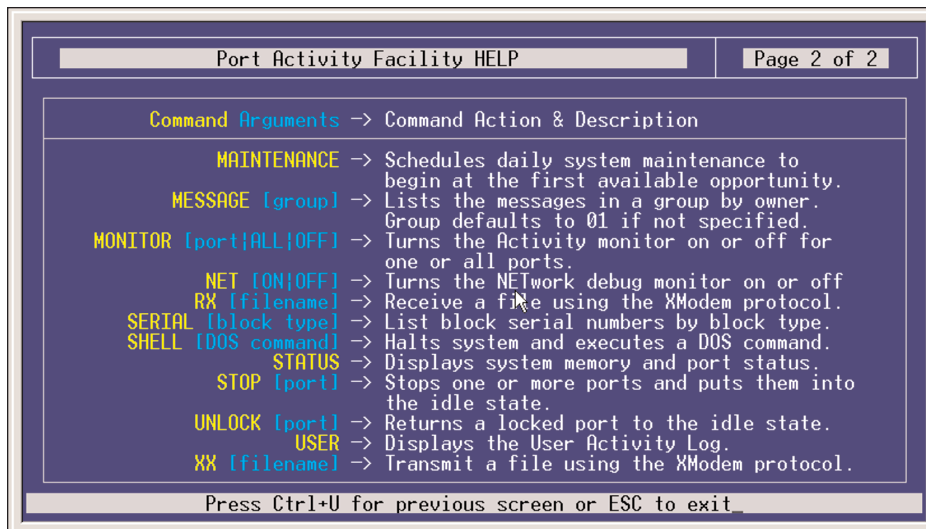 Port Activity Facility HELP Page 2 of 2
Command Arguments -> Command Action & Description
MAINTENANCE -> Schedules daily system maintenance to
begin at the first available opportunity.
MESSAGE [group] -> Lists the messages in a group by owner.
Group defaults to 01 if not specified.
MONITOR [port|ALL|OFF] -> Turns the Activity monitor on or off for
one or all ports.
NET [ON|OFF] -> Turns the NETwork debug monitor on or off
RX [filename] -> Receive a file using the XModem protocol.
SERIAL [block type] -> List block serial numbers by block type.
SHELL [DOS command] -> Halts system and executes a DOS command.
STATUS -> Displays system memory and port status.
STOP [port] -> Stops one or more ports and puts them into
the idle state.
UNLOCK [port] -> Returns a locked port to the idle state.
USER -> Displays the User Activity Log.
XX [filename] -> Transmit a file using the XModem protocol.
Press Ctrl+U for previous screen or ESC to exit_